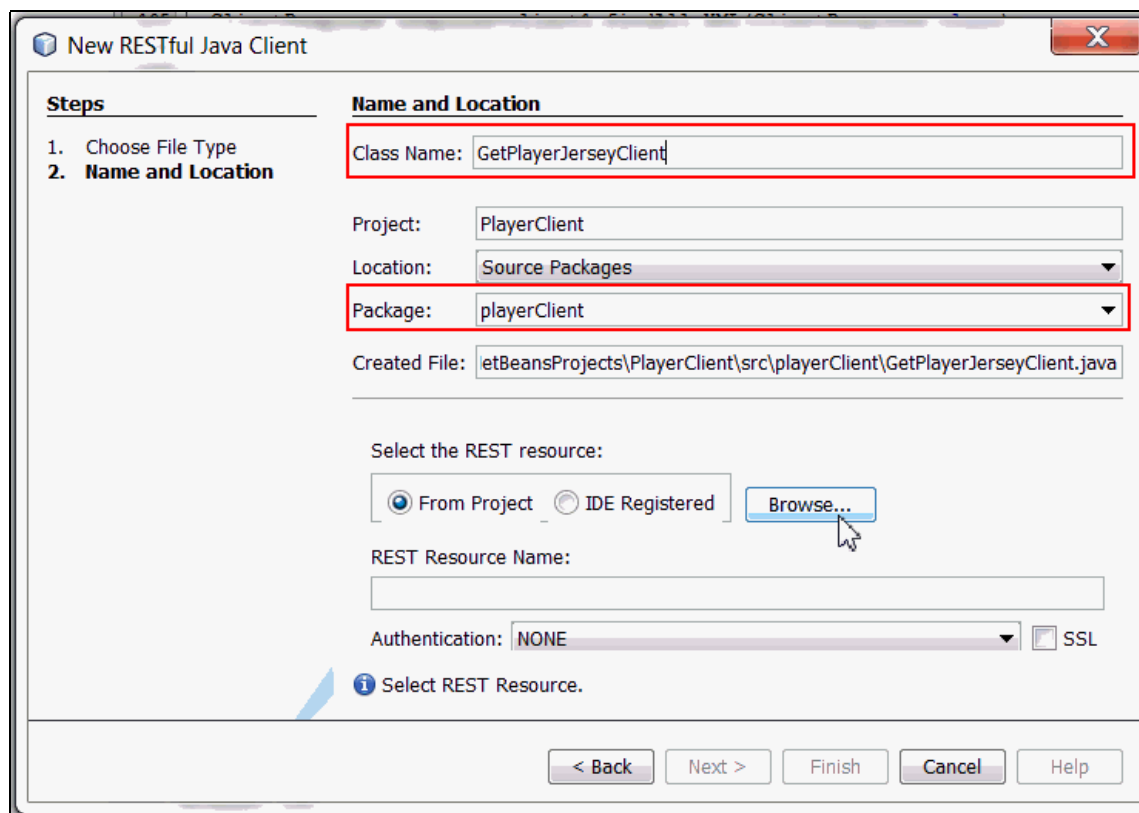 New RESTful Java Client
Steps
1. Choose File Type
2. Name and Location
Name and Location
Class Name: GetPlayerJerseyClient
Project: PlayerClient
Location: Source Packages
Package: playerClient
Created File: etBeansProjects\PlayerClient\src\playerClient\GetPlayerJerseyClient.java
Select the REST resource:
From Project IDE Registered Browse...
REST Resource Name:
Authentication: NONE SSL
Select REST Resource.
< Back Next > Finish Cancel Help